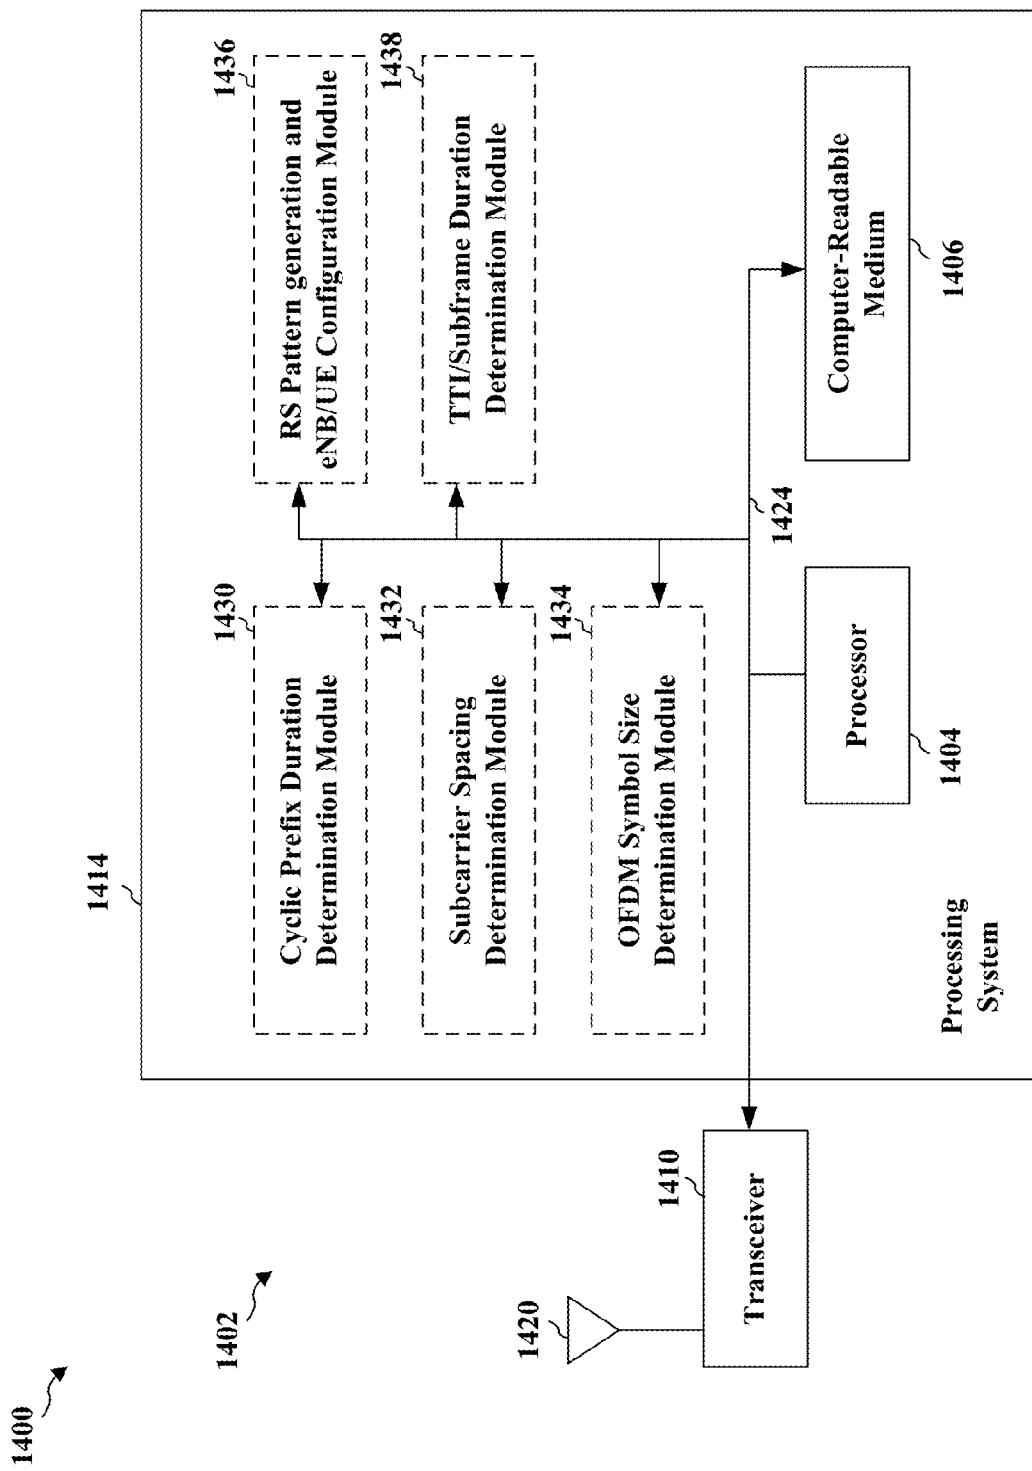 1400
1402
1414
1430
Cyclic Prefix Duration
Determination Module
1436
RS Pattern generation and
eNB/UE Configuration Module
1432
Subcarrier Spacing
Determination Module
1438
TTI/Subframe Duration
Determination Module
1434
OFDM Symbol Size
Determination Module
1420
1410
Transceiver
1424
Processor
1404
Computer-Readable
Medium
1406
Processing
System